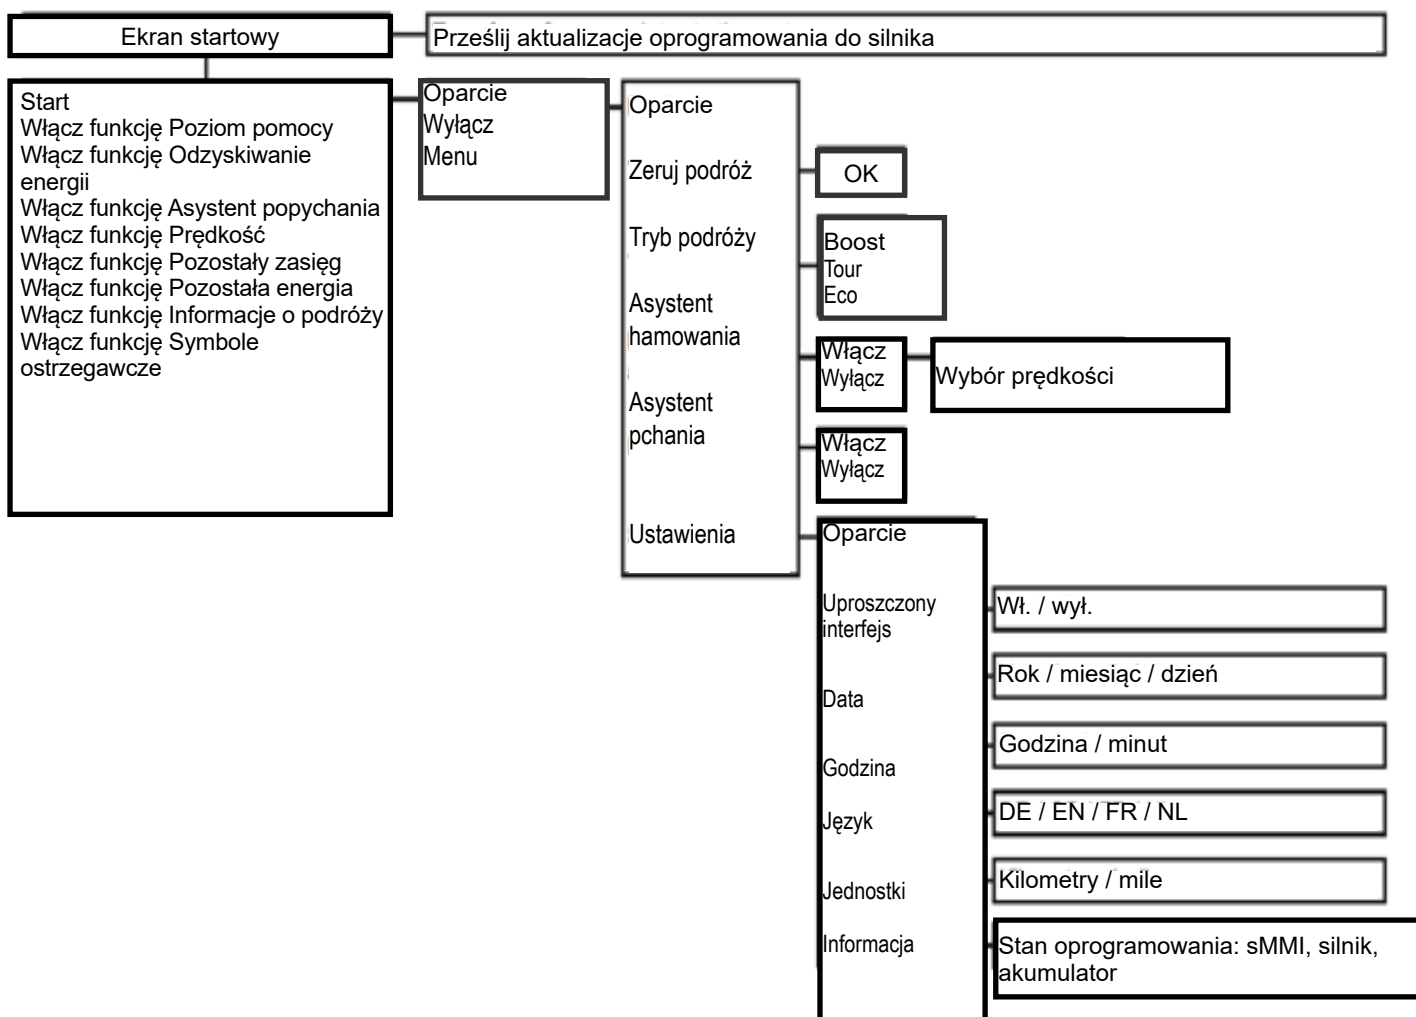 Ekran startowy
Prześlij aktualizacje oprogramowania do silnika
Start
Włącz funkcję Poziom pomocy
Włącz funkcję Odzyskiwanie
energii
Włącz funkcję Asystent popychania
Włącz funkcję Prędkość
Włącz funkcję Pozostały zasięg
Włącz funkcję Pozostała energia
Włącz funkcję Informacje o podróży
Włącz funkcję Symbole
ostrzegawcze
Oparcie
Wyłącz
Menu
Oparcie
Zeruj podróż
OK
Tryb podróży
Boost
Tour
Eco
Asystent
hamowania
Włącz
Wyłącz
Wybór prędkości
Asystent
pchania
Włącz
Wyłącz
Ustawienia
Oparcie
Uproszczony
interfejs
Wł. / wył.
Data
Rok / miesiąc / dzień
Godzina
Godzina / minut
Język
DE / EN / FR / NL
Jednostki
Kilometry / mile
Informacja
Stan oprogramowania: sMMI, silnik,
akumulator